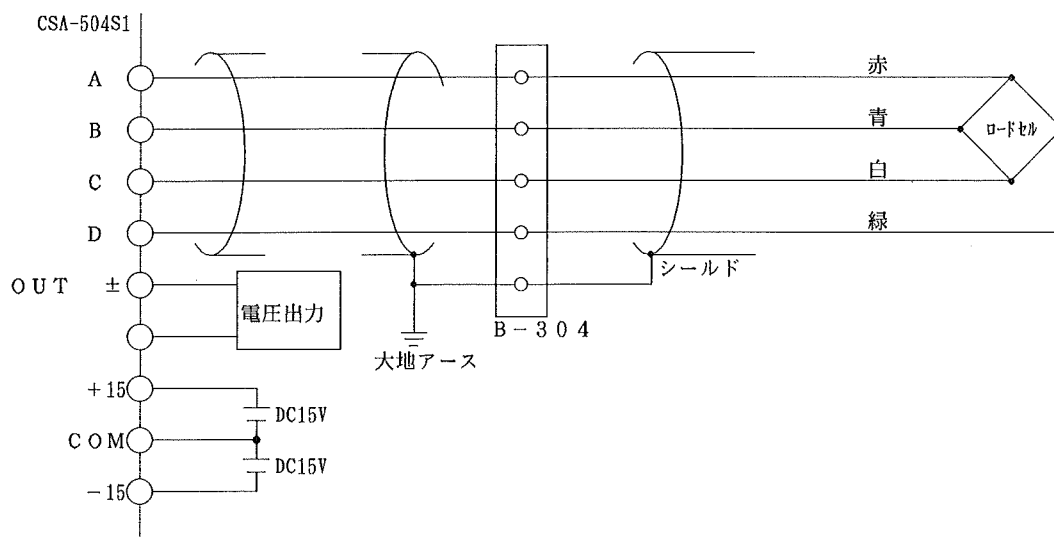 CSA-504S1
A
赤
B
青
ロードセル
C
白
D
緑
シールド
OUT ±
電圧出力
B-304
大地アース
+15
DC15V
COM
DC15V
-15